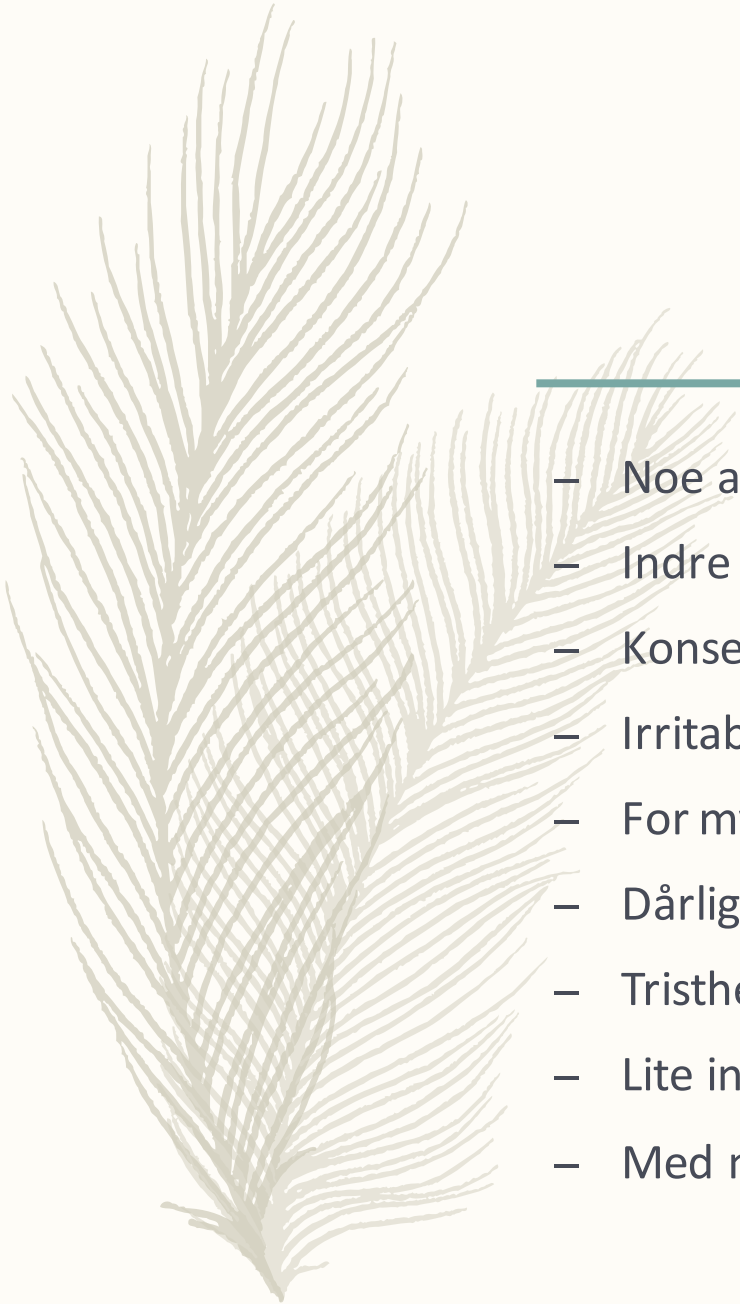 – Noe a
– Indre
– Konse
– Irritab
– For m
– Dårlig
– Tristhe
– Lite in
– Med